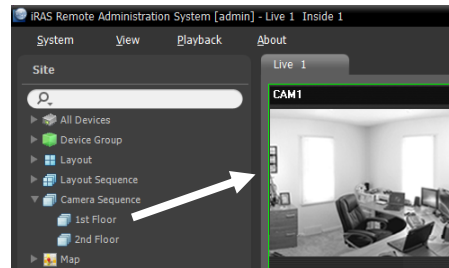 iRAS Remote Administration System [admin] - Live 1 Inside 1
System View Playback About
Site
Live 1
CAM1
All Devices
Device Group
Layout
Layout Sequence
Camera Sequence
1st Floor
2nd Floor
Map